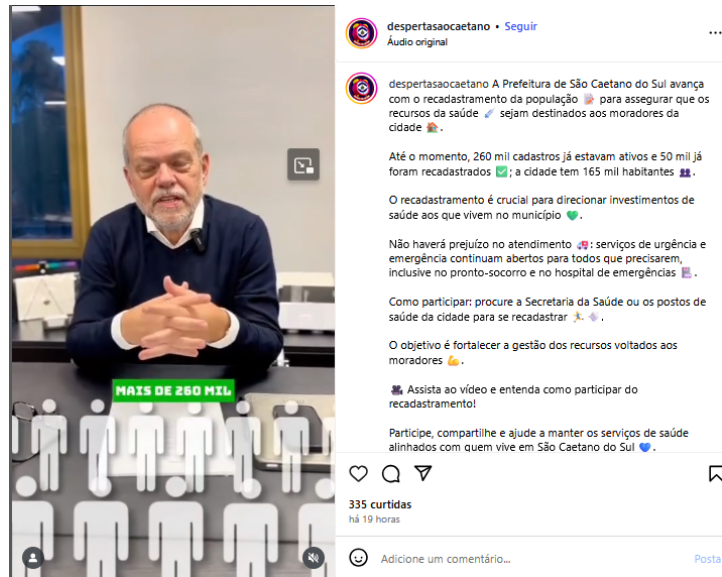 despertasaocaetano • Seguir
Áudio original
despertasaocaetano A Prefeitura de São Caetano do Sul avança
com o recadastramento da população 📝 para assegurar que os
recursos da saúde 💉 sejam destinados aos moradores da
cidade 🏠.
Até o momento, 260 mil cadastros já estavam ativos e 50 mil já
foram recadastrados ✅; a cidade tem 165 mil habitantes 👥.
O recadastramento é crucial para direcionar investimentos de
saúde aos que vivem no município 💚.
Não haverá prejuízo no atendimento 🚑: serviços de urgência e
emergência continuam abertos para todos que precisarem,
inclusive no pronto-socorro e no hospital de emergências 🏥.
Como participar: procure a Secretaria da Saúde ou os postos de
saúde da cidade para se recadastrar 🏃 🗣.
O objetivo é fortalecer a gestão dos recursos voltados aos
moradores 💪.
🎥 Assista ao vídeo e entenda como participar do
recadastramento!
Participe, compartilhe e ajude a manter os serviços de saúde
alinhados com quem vive em São Caetano do Sul 💙.
MAIS DE 260 MIL
335 curtidas
há 19 horas
Adicione um comentário...
Posta